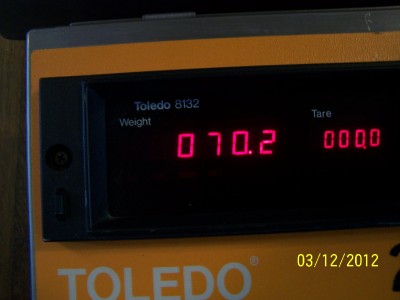 Toledo 8132
Weight
Tare
070.2
000.0
03/12/2012
TOLEDO®